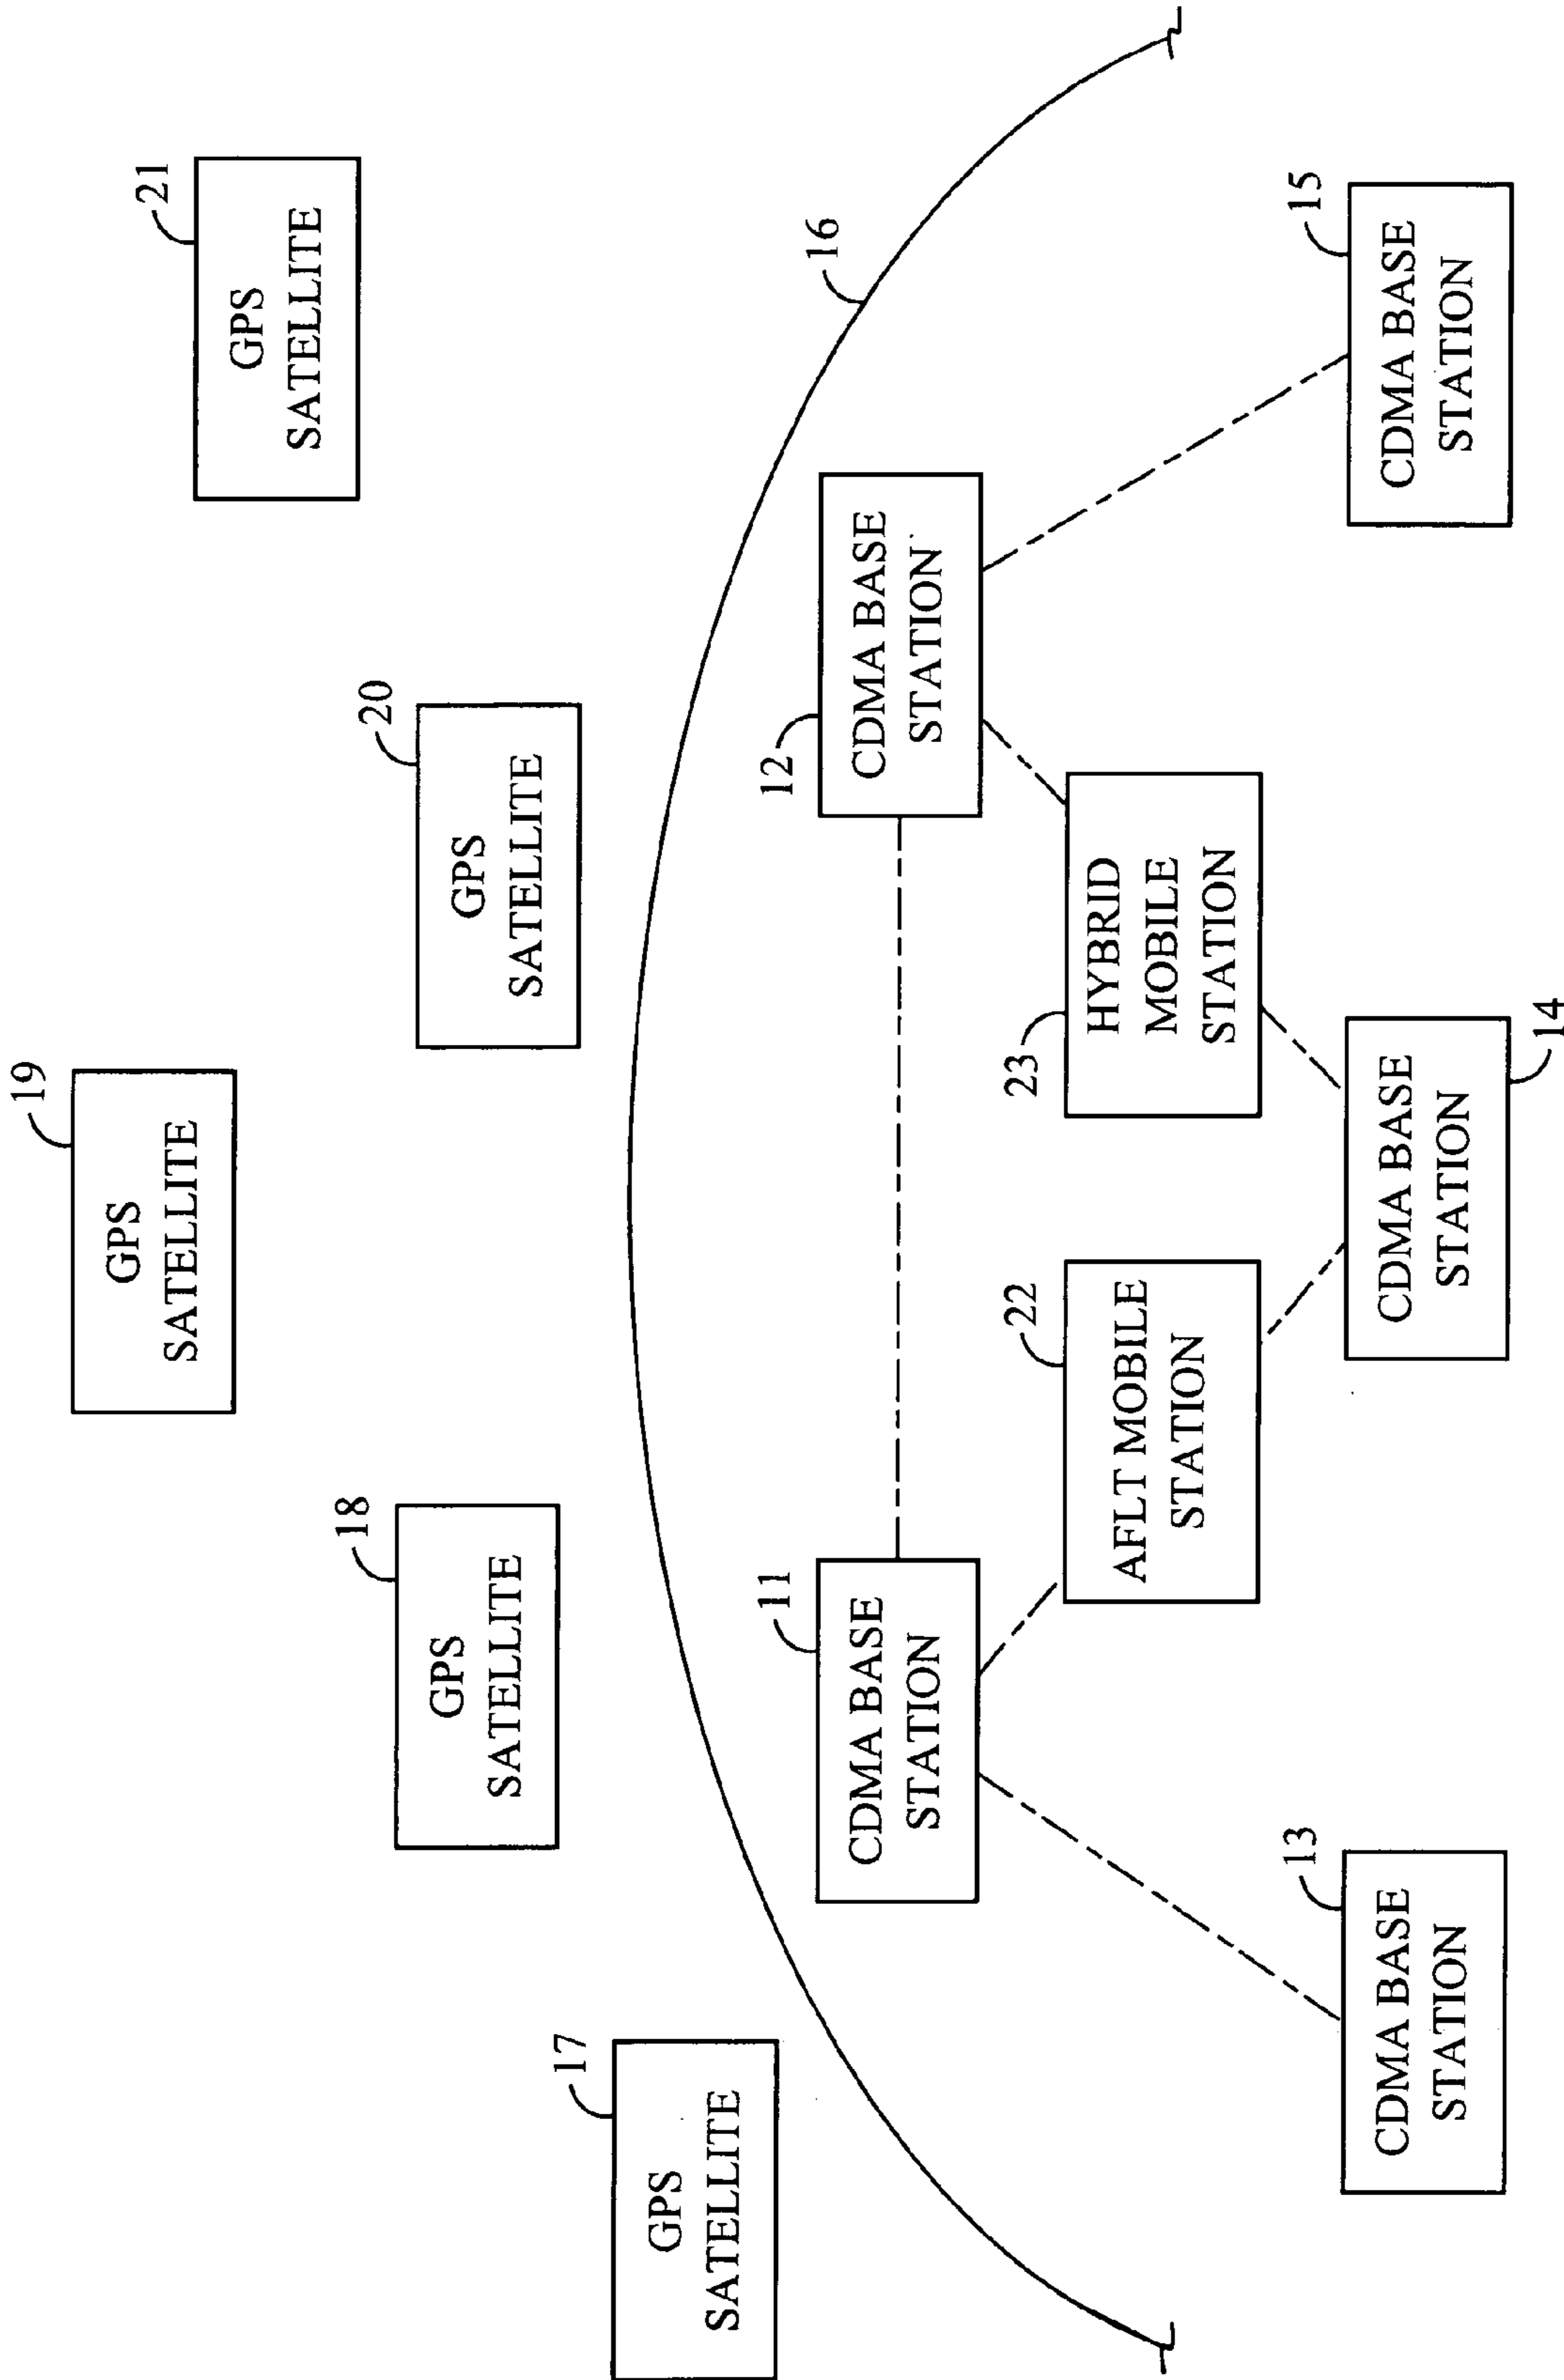 19
GPS
SATELLITE
21
GPS
SATELLITE
18
GPS
SATELLITE
20
GPS
SATELLITE
17
GPS
SATELLITE
16
11
CDMA BASE
STATION
12
CDMA BASE
STATION
22
AFLT MOBILE
STATION
23
HYBRID
MOBILE
STATION
13
CDMA BASE
STATION
14
CDMA BASE
STATION
15
CDMA BASE
STATION